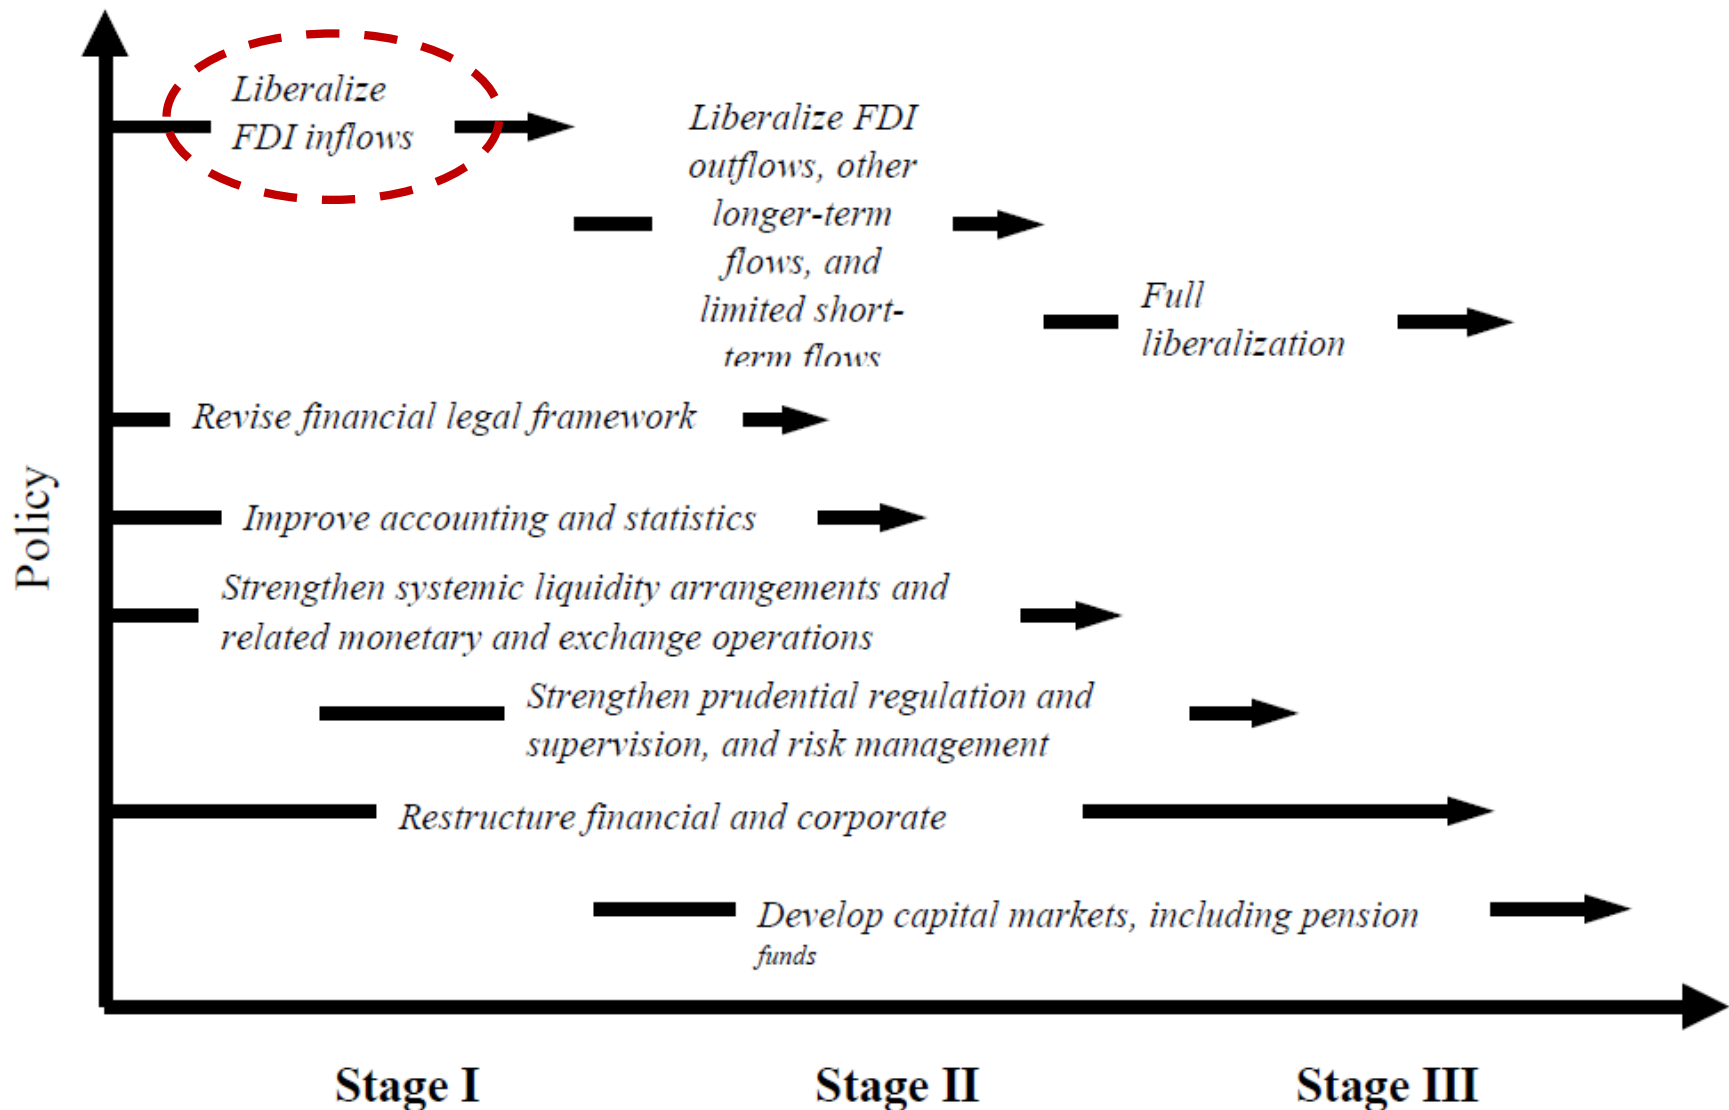 Liberalize
FDI inflows
Liberalize FDI
outflows, other
longer-term
flows, and
limited short-
term flows
Full
liberalization
Revise financial legal framework
Improve accounting and statistics
Strengthen systemic liquidity arrangements and
related monetary and exchange operations
Strengthen prudential regulation and
supervision, and risk management
Restructure financial and corporate
Develop capital markets, including pension
funds
Policy
Stage I
Stage II
Stage III